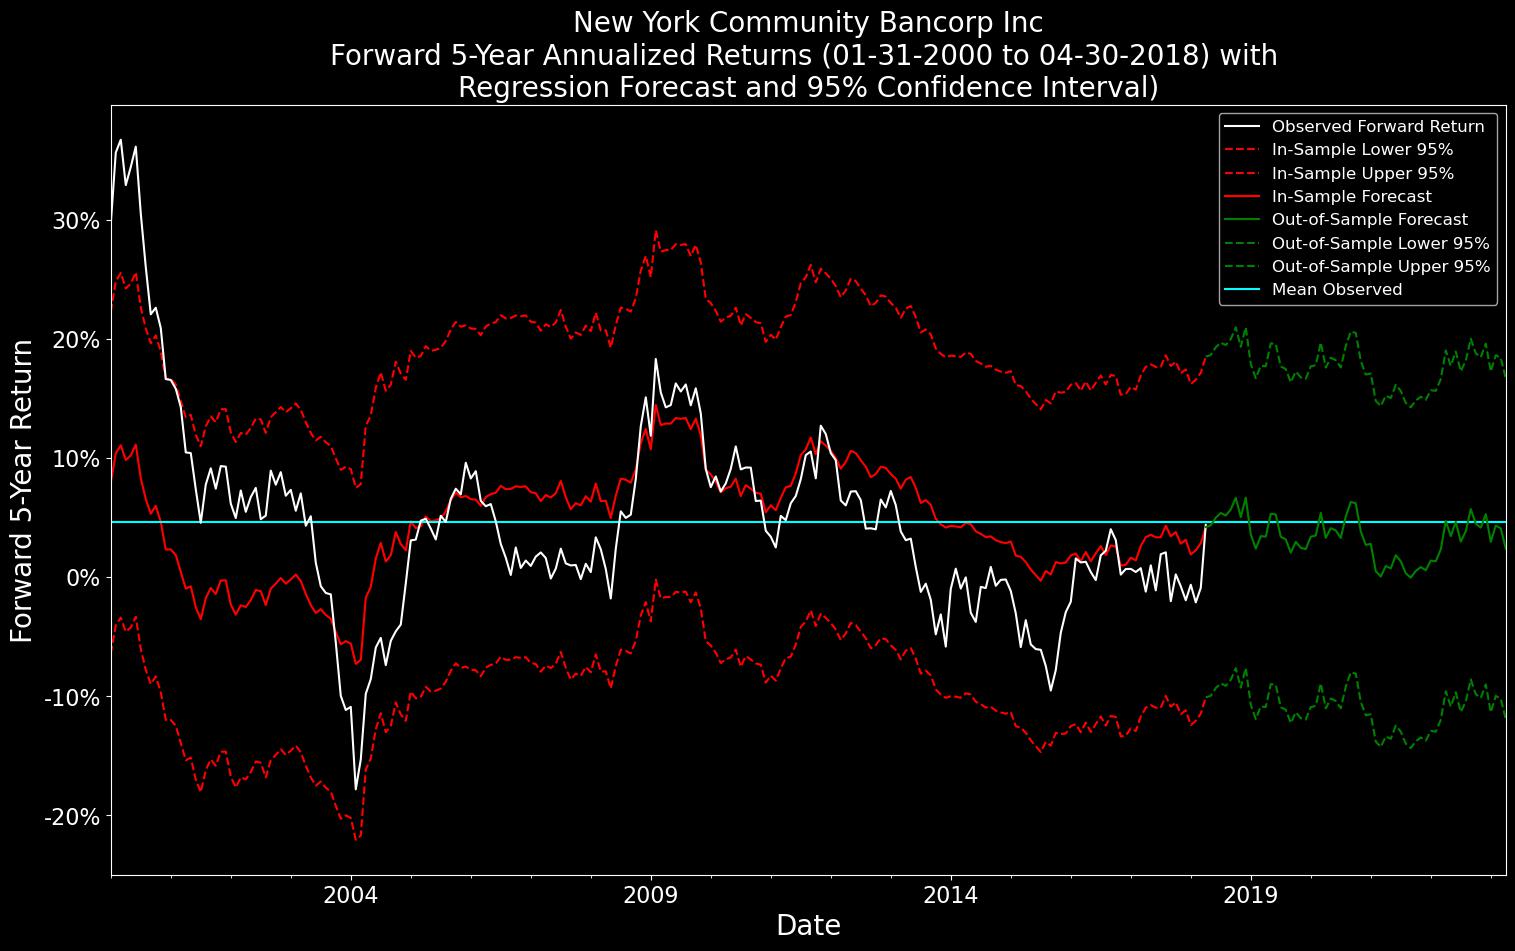 New York Community Bancorp Inc
Forward 5-Year Annualized Returns (01-31-2000 to 04-30-2018) with
Regression Forecast and 95% Confidence Interval)
Observed Forward Return
In-Sample Lower 95%
In-Sample Upper 95%
In-Sample Forecast
Out-of-Sample Forecast
Out-of-Sample Lower 95%
Out-of-Sample Upper 95%
Mean Observed
Forward 5-Year Return
30%
20%
10%
0%
-10%
-20%
2004
2009
2014
2019
Date